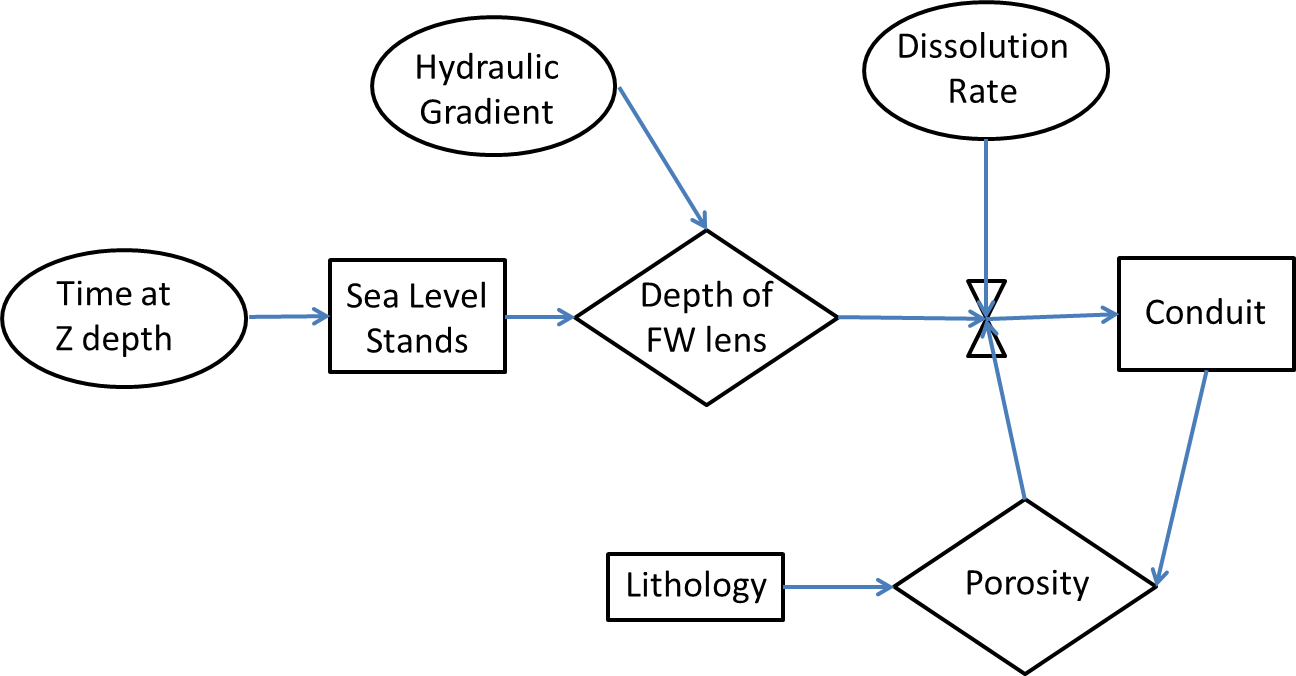 Hydraulic
Gradient
Dissolution
Rate
Time at
Z depth
Sea Level
Stands
Depth of
FW lens
Conduit
Lithology
Porosity